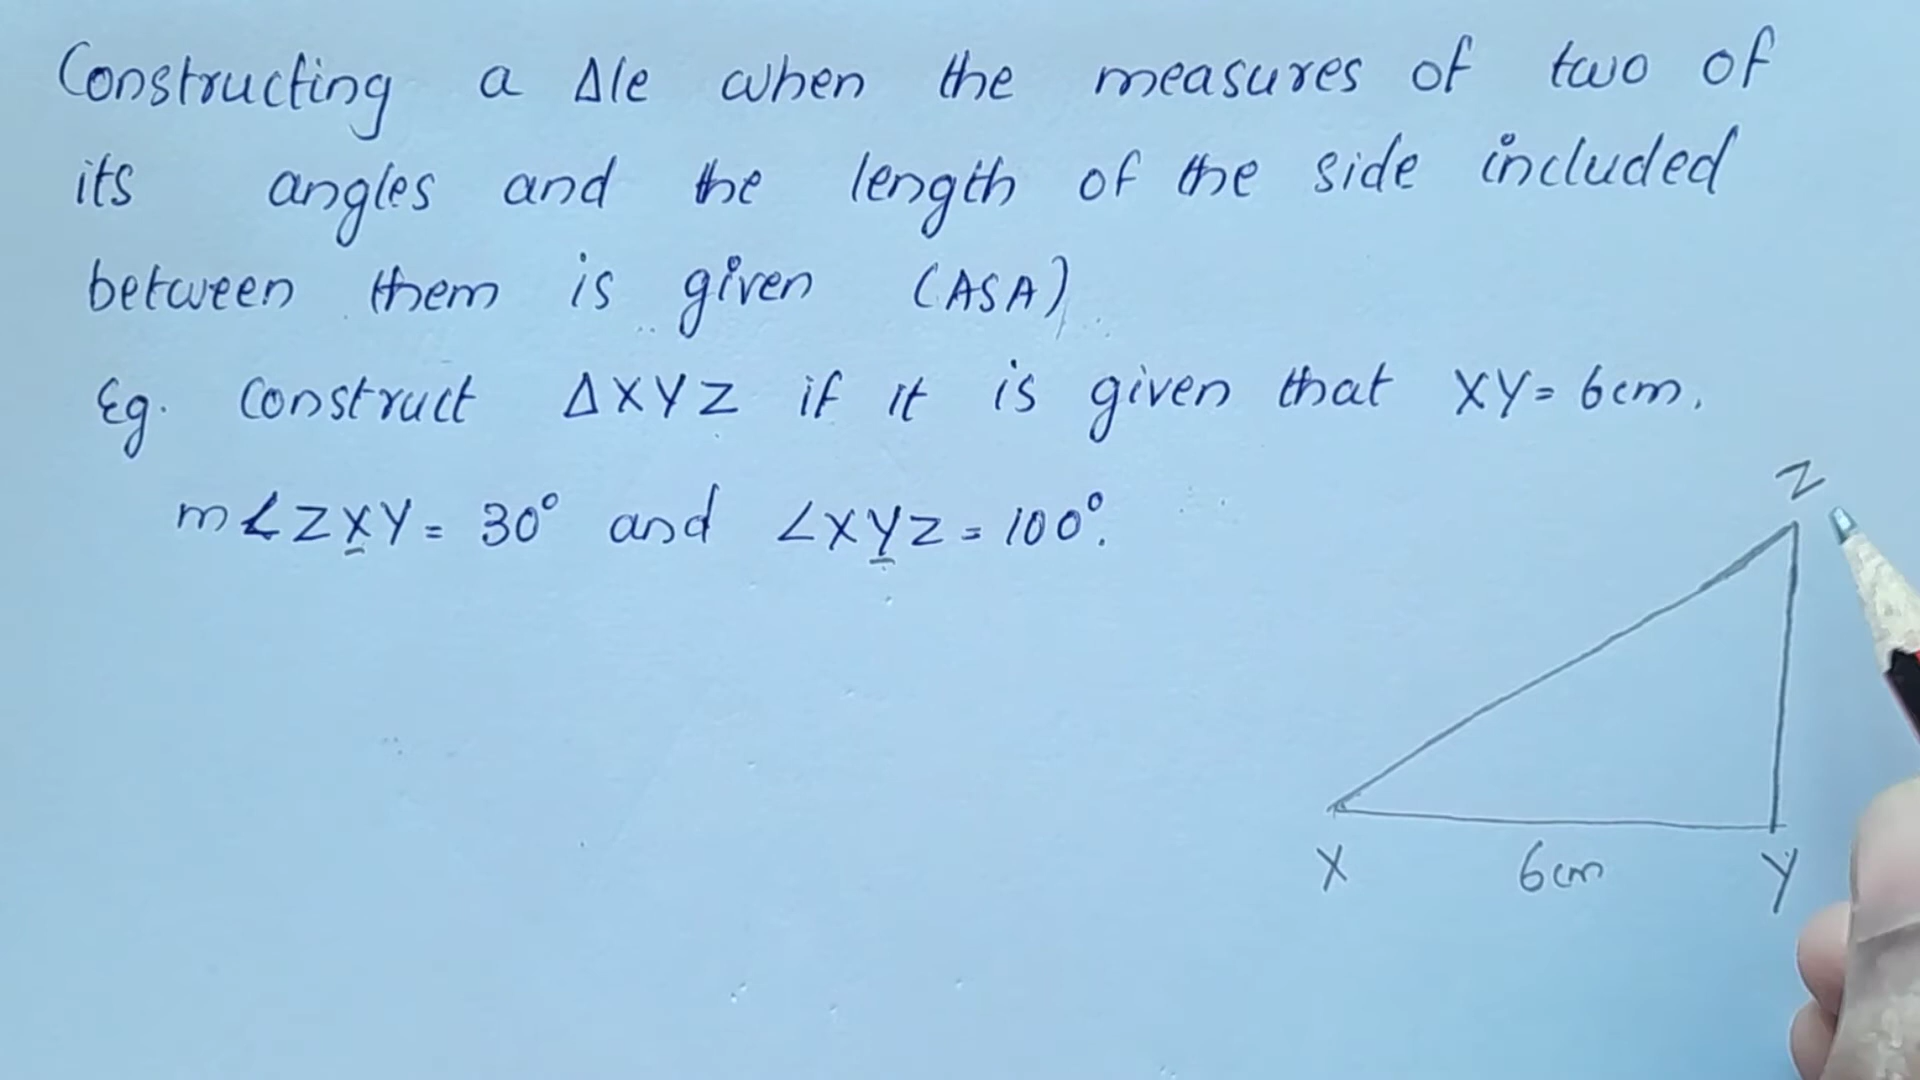 Constructing a Δle when the measures of two of
its angles and the length of the side included
between them is given (ASA)
Eg. Construct ΔXYZ if it is given that XY = 6cm.
m∠ZXY = 30° and ∠XYZ = 100°.
Z
X 6cm Y